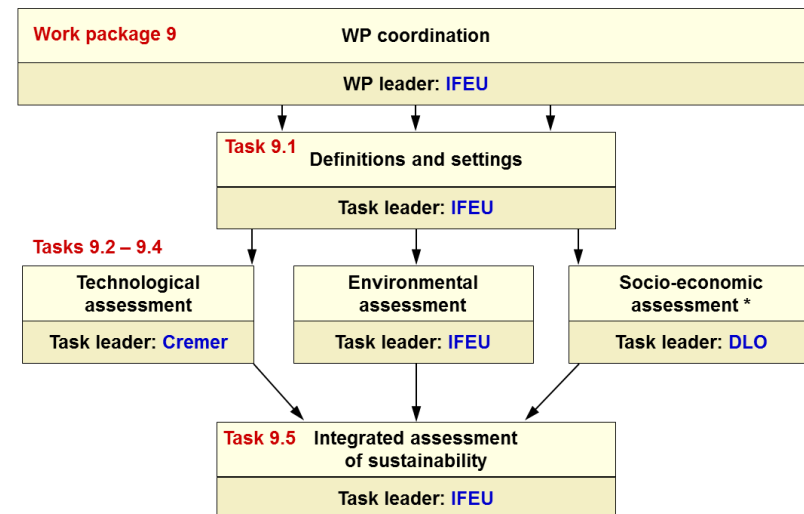 Work package 9
WP coordination
WP leader: IFEU
Task 9.1
Definitions and settings
Task leader: IFEU
Tasks 9.2 – 9.4
Technological
assessment
Task leader: Cremer
Environmental
assessment
Task leader: IFEU
Socio-economic
assessment *
Task leader: DLO
Task 9.5
Integrated assessment
of sustainability
Task leader: IFEU